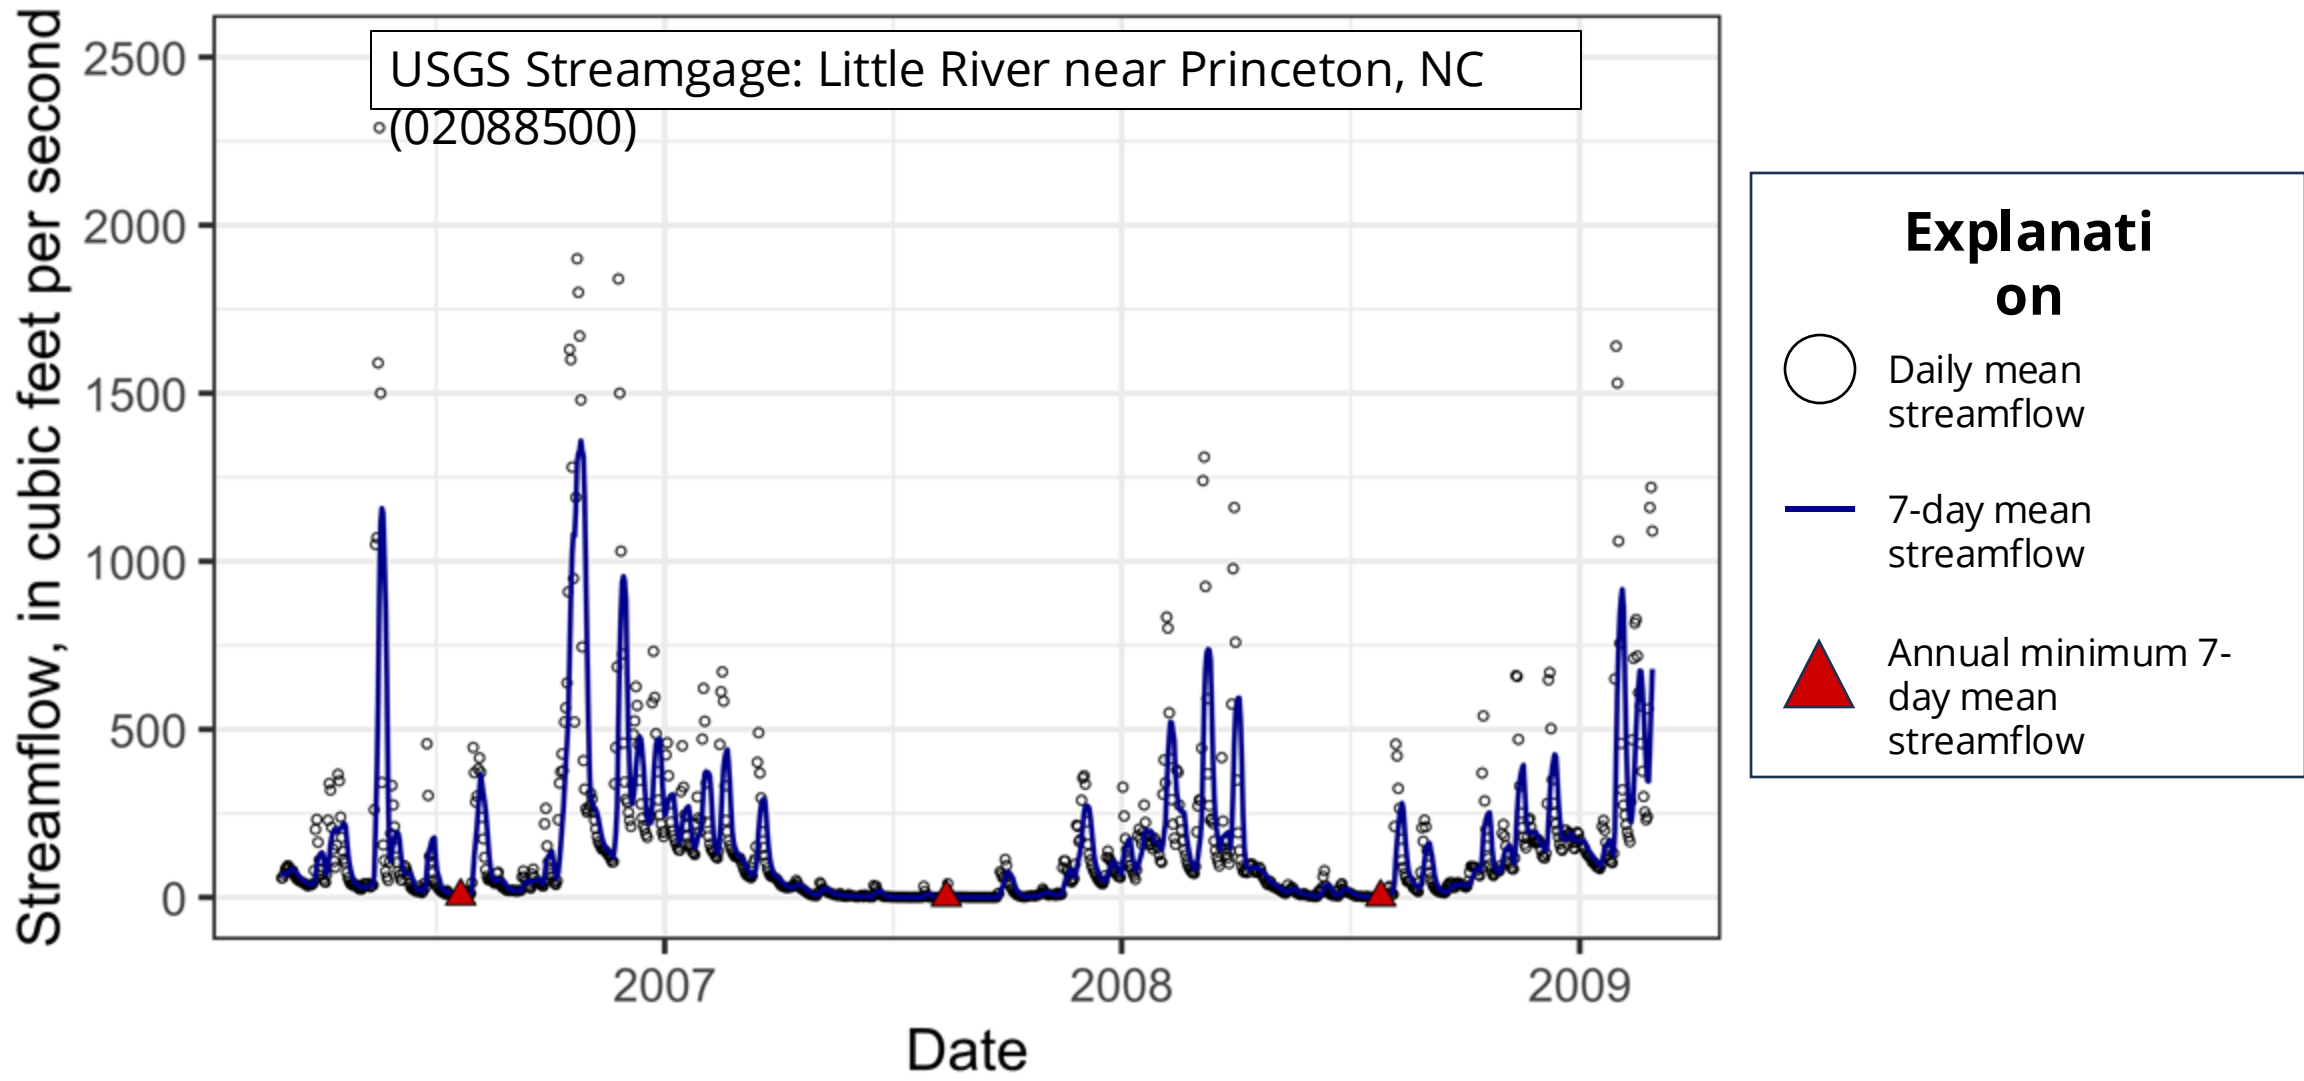 USGS Streamgage: Little River near Princeton, NC
(02088500)
Streamflow, in cubic feet per second
2500
2000
1500
1000
500
0
2007
2008
2009
Date
Explanati
on
Daily mean
streamflow
7-day mean
streamflow
Annual minimum 7-
day mean
streamflow